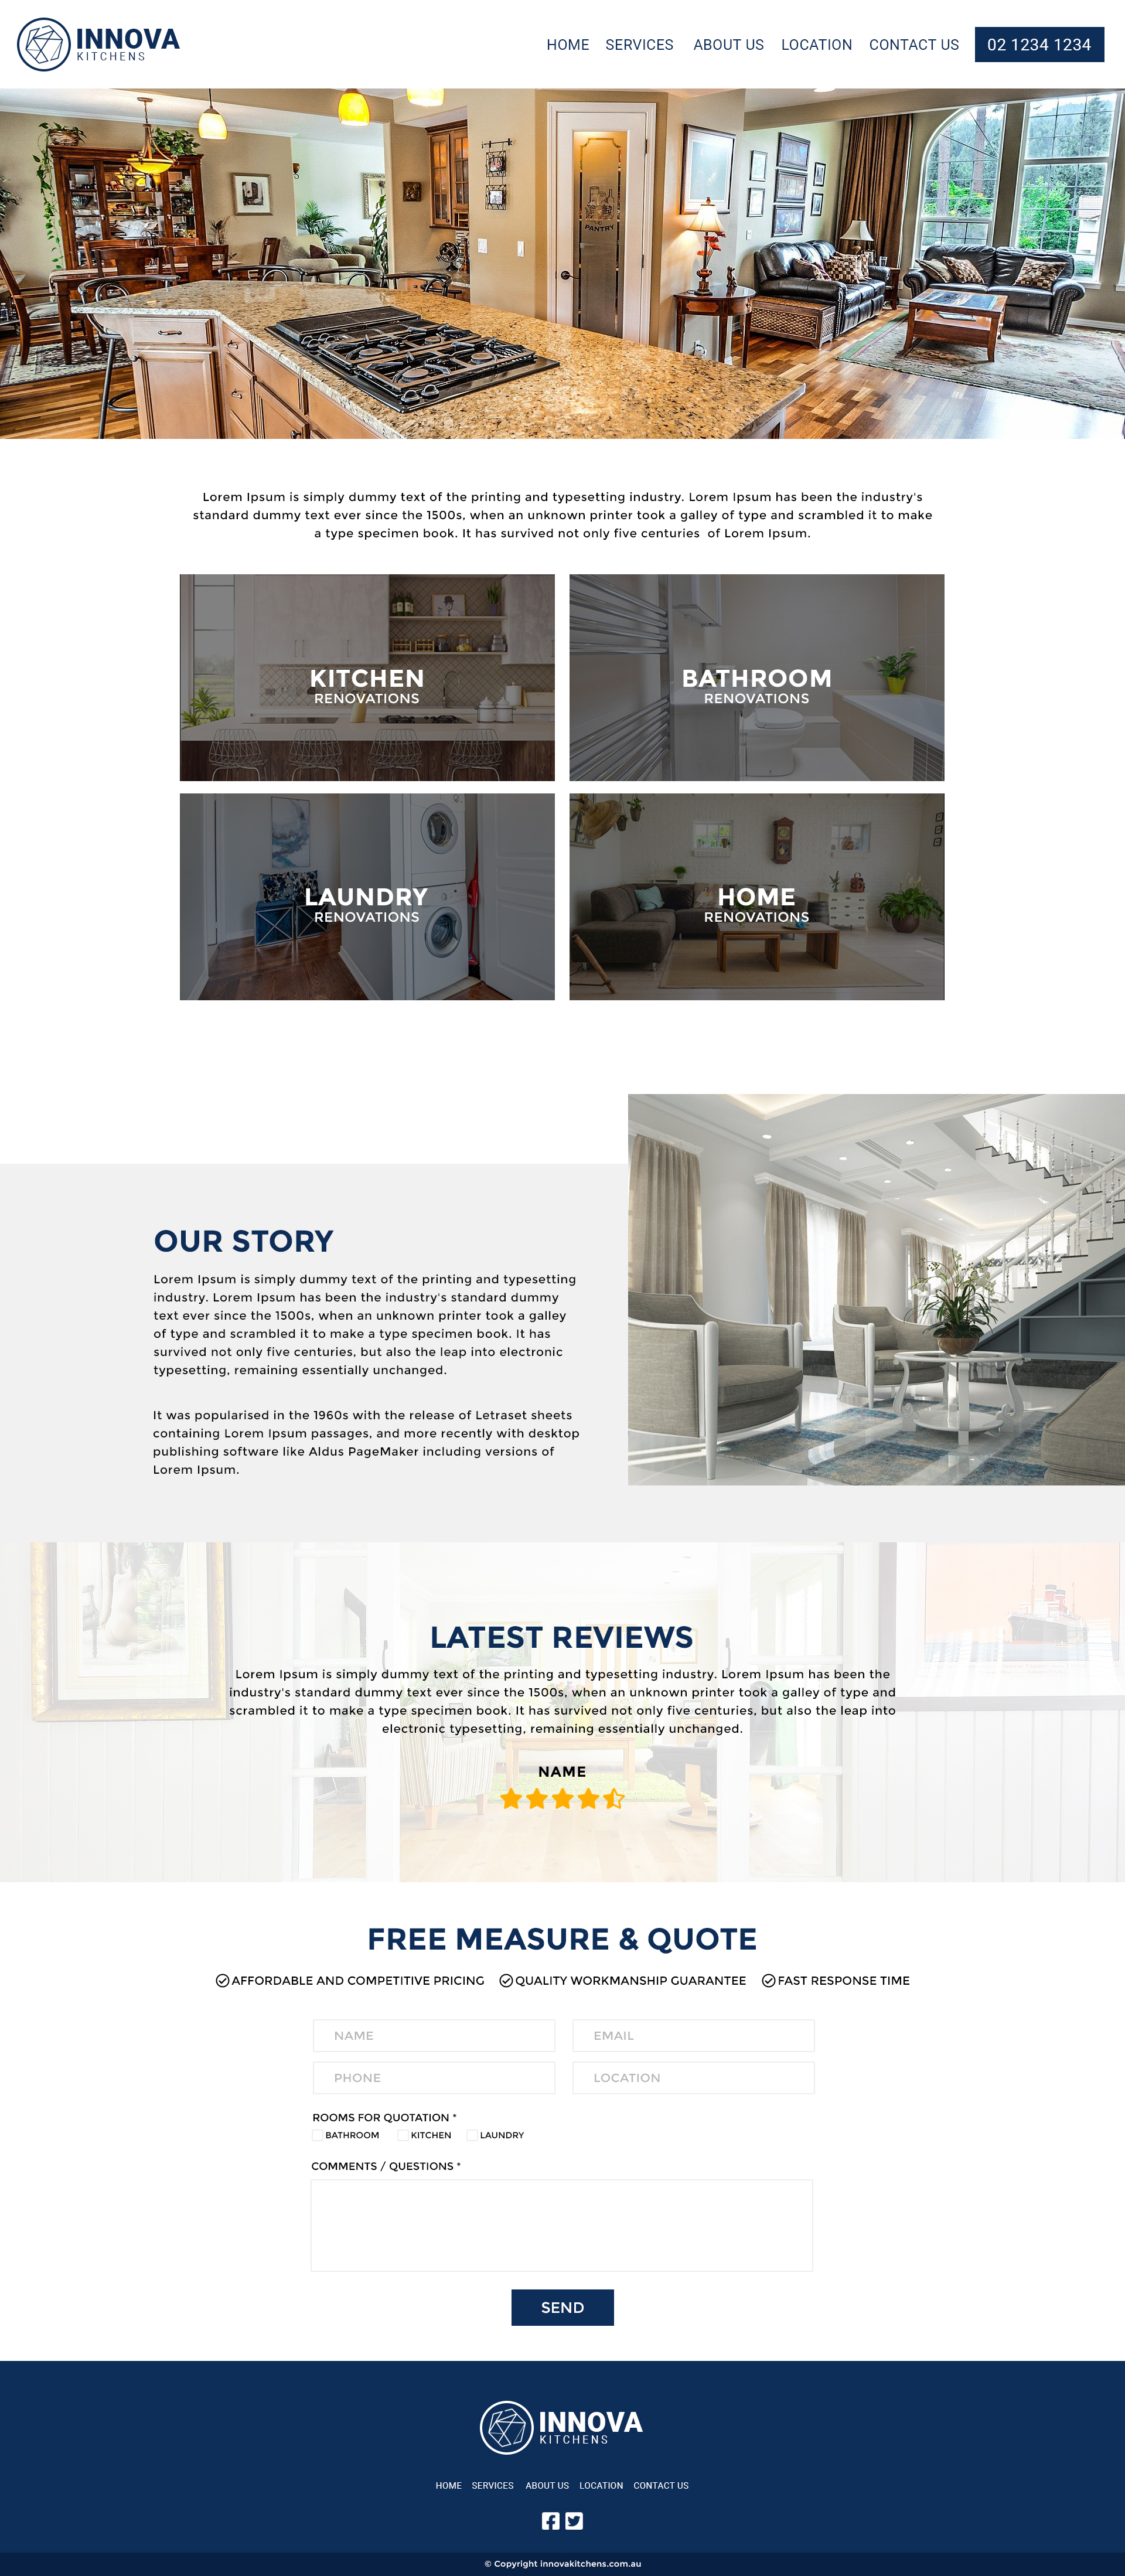 INNOVA
KITCHENS
HOME SERVICES ABOUT US LOCATION CONTACT US 02 1234 1234
PANTRY
Lorem Ipsum is simply dummy text of the printing and typesetting industry. Lorem Ipsum has been the industry's
standard dummy text ever since the 1500s, when an unknown printer took a galley of type and scrambled it to make
a type specimen book. It has survived not only five centuries of Lorem Ipsum.
KITCHEN
RENOVATIONS
BATHROOM
RENOVATIONS
LAUNDRY
RENOVATIONS
HOME
RENOVATIONS
OUR STORY
Lorem Ipsum is simply dummy text of the printing and typesetting
industry. Lorem Ipsum has been the industry's standard dummy
text ever since the 1500s, when an unknown printer took a galley
of type and scrambled it to make a type specimen book. It has
survived not only five centuries, but also the leap into electronic
typesetting, remaining essentially unchanged.
It was popularised in the 1960s with the release of Letraset sheets
containing Lorem Ipsum passages, and more recently with desktop
publishing software like Aldus PageMaker including versions of
Lorem Ipsum.
LATEST REVIEWS
Lorem Ipsum is simply dummy text of the printing and typesetting industry. Lorem Ipsum has been the
industry's standard dummy text ever since the 1500s, when an unknown printer took a galley of type and
scrambled it to make a type specimen book. It has survived not only five centuries, but also the leap into
electronic typesetting, remaining essentially unchanged.
NAME
FREE MEASURE & QUOTE
AFFORDABLE AND COMPETITIVE PRICING QUALITY WORKMANSHIP GUARANTEE FAST RESPONSE TIME
NAME EMAIL
PHONE LOCATION
ROOMS FOR QUOTATION *
BATHROOM KITCHEN LAUNDRY
COMMENTS / QUESTIONS *
SEND
INNOVA
KITCHENS
HOME SERVICES ABOUT US LOCATION CONTACT US
© Copyright innovakitchens.com.au